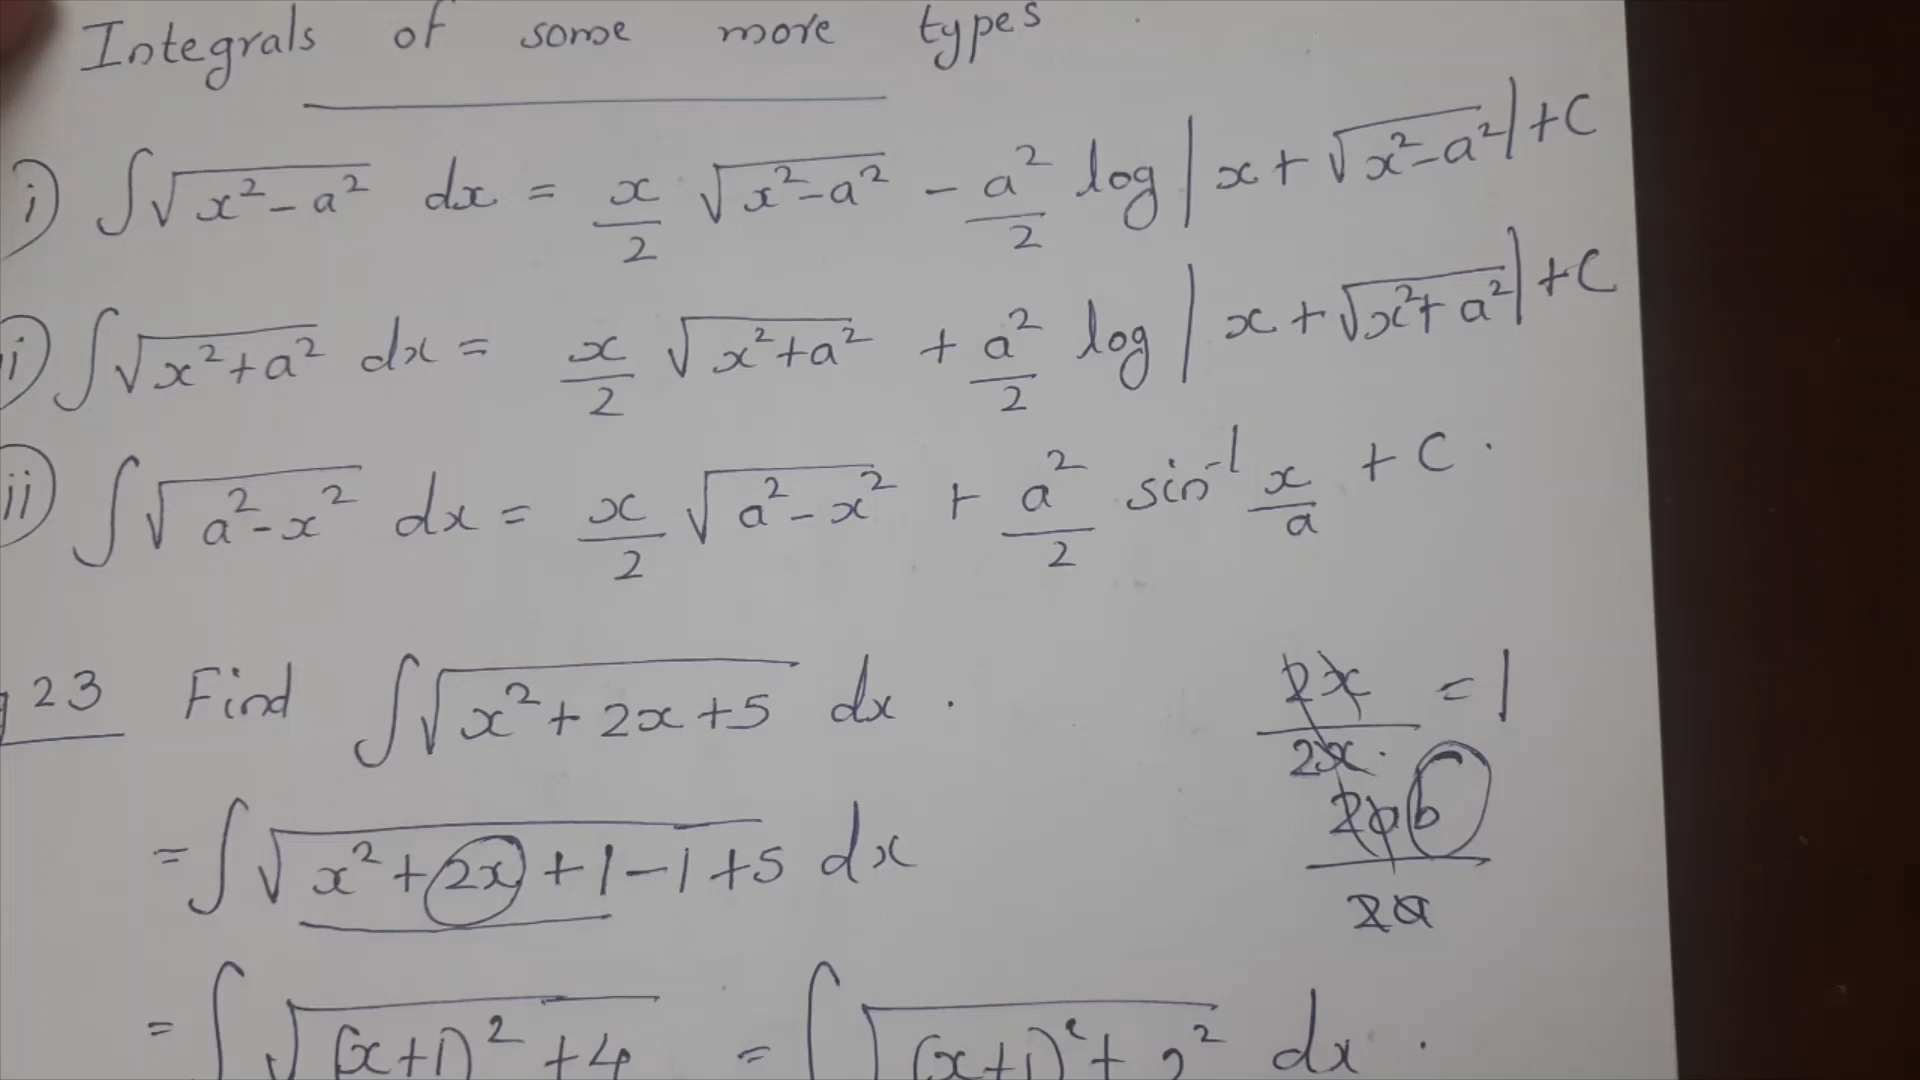 Integrals of some more types
i) ∫√(x²-a²) dx = x/2 √(x²-a²) - a²/2 log|x+√(x²-a²)|+C
i) ∫√(x²+a²) dx = x/2 √(x²+a²) + a²/2 log|x+√(x²+a²)|+C
ii) ∫√(a²-x²) dx = x/2 √(a²-x²) + a²/2 sin⁻¹ x/a + C.
23 Find ∫√(x²+2x+5) dx.
2x/2x = 1
2ab/2a
= ∫√(x²+2x+1-1+5) dx
= ∫√((x+1)²+4 = ∫√((x+1)²+2²) dx.